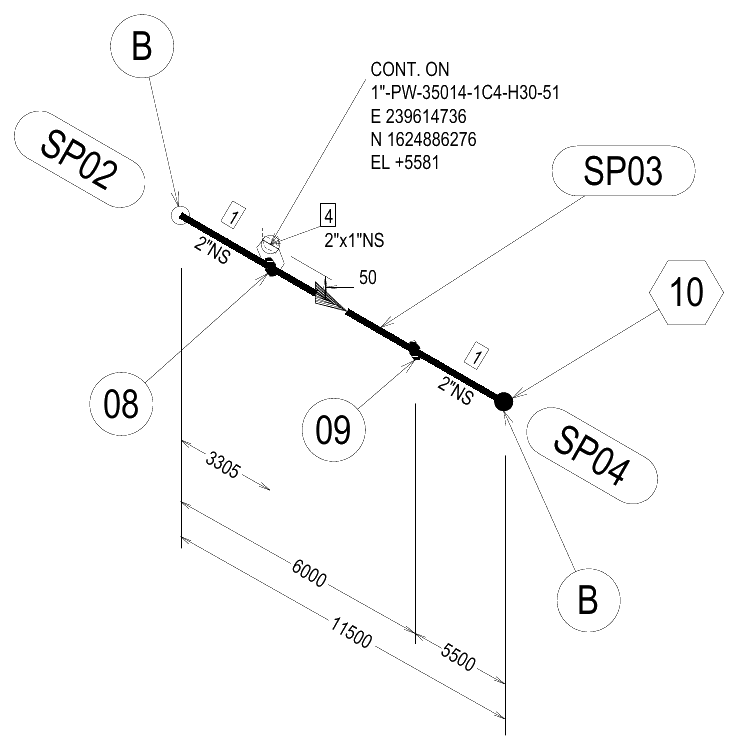 B
CONT. ON
1"-PW-35014-1C4-H30-51
E 239614736
N 1624886276
EL +5581
SP02
SP03
1
4
2"x1"NS
2"NS
50
10
08
09
1
2"NS
SP04
3305
6000
B
11500
5500